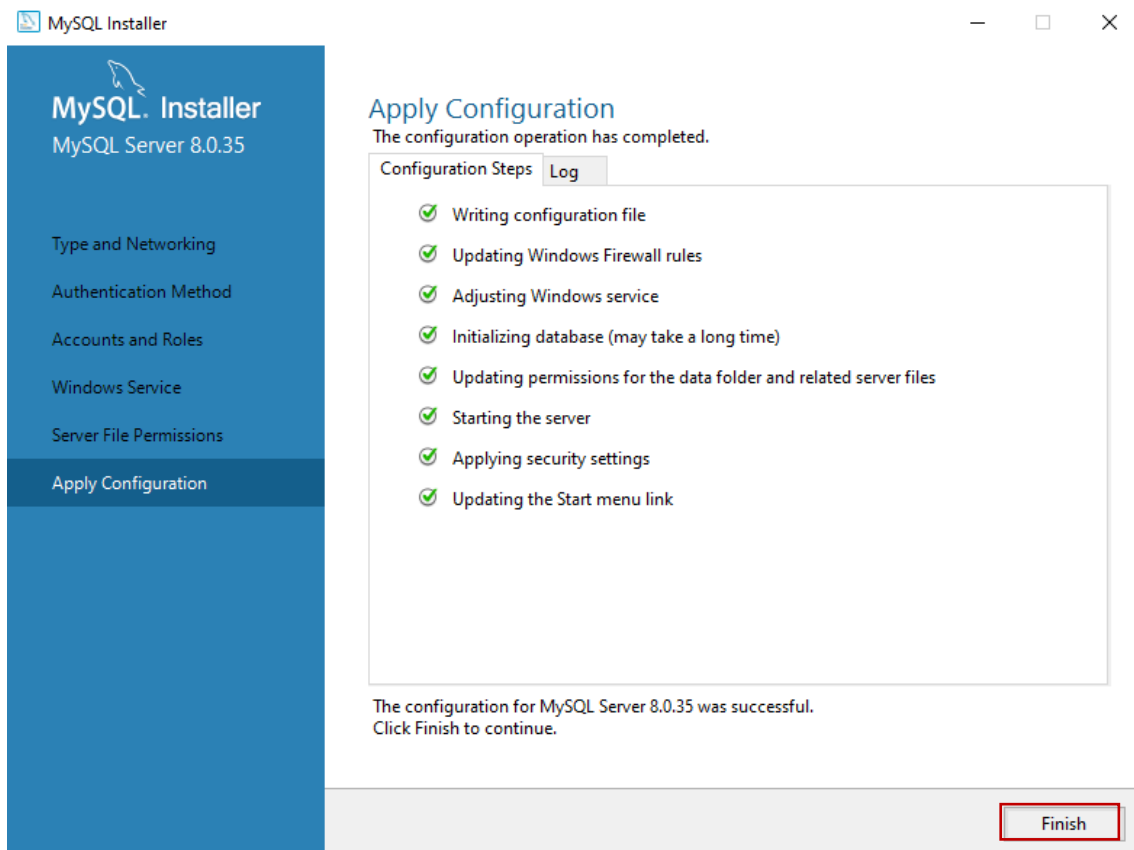 MySQL Installer
MySQL. Installer
MySQL Server 8.0.35
Type and Networking
Authentication Method
Accounts and Roles
Windows Service
Server File Permissions
Apply Configuration
Apply Configuration
The configuration operation has completed.
Configuration Steps
Log
Writing configuration file
Updating Windows Firewall rules
Adjusting Windows service
Initializing database (may take a long time)
Updating permissions for the data folder and related server files
Starting the server
Applying security settings
Updating the Start menu link
The configuration for MySQL Server 8.0.35 was successful.
Click Finish to continue.
Finish